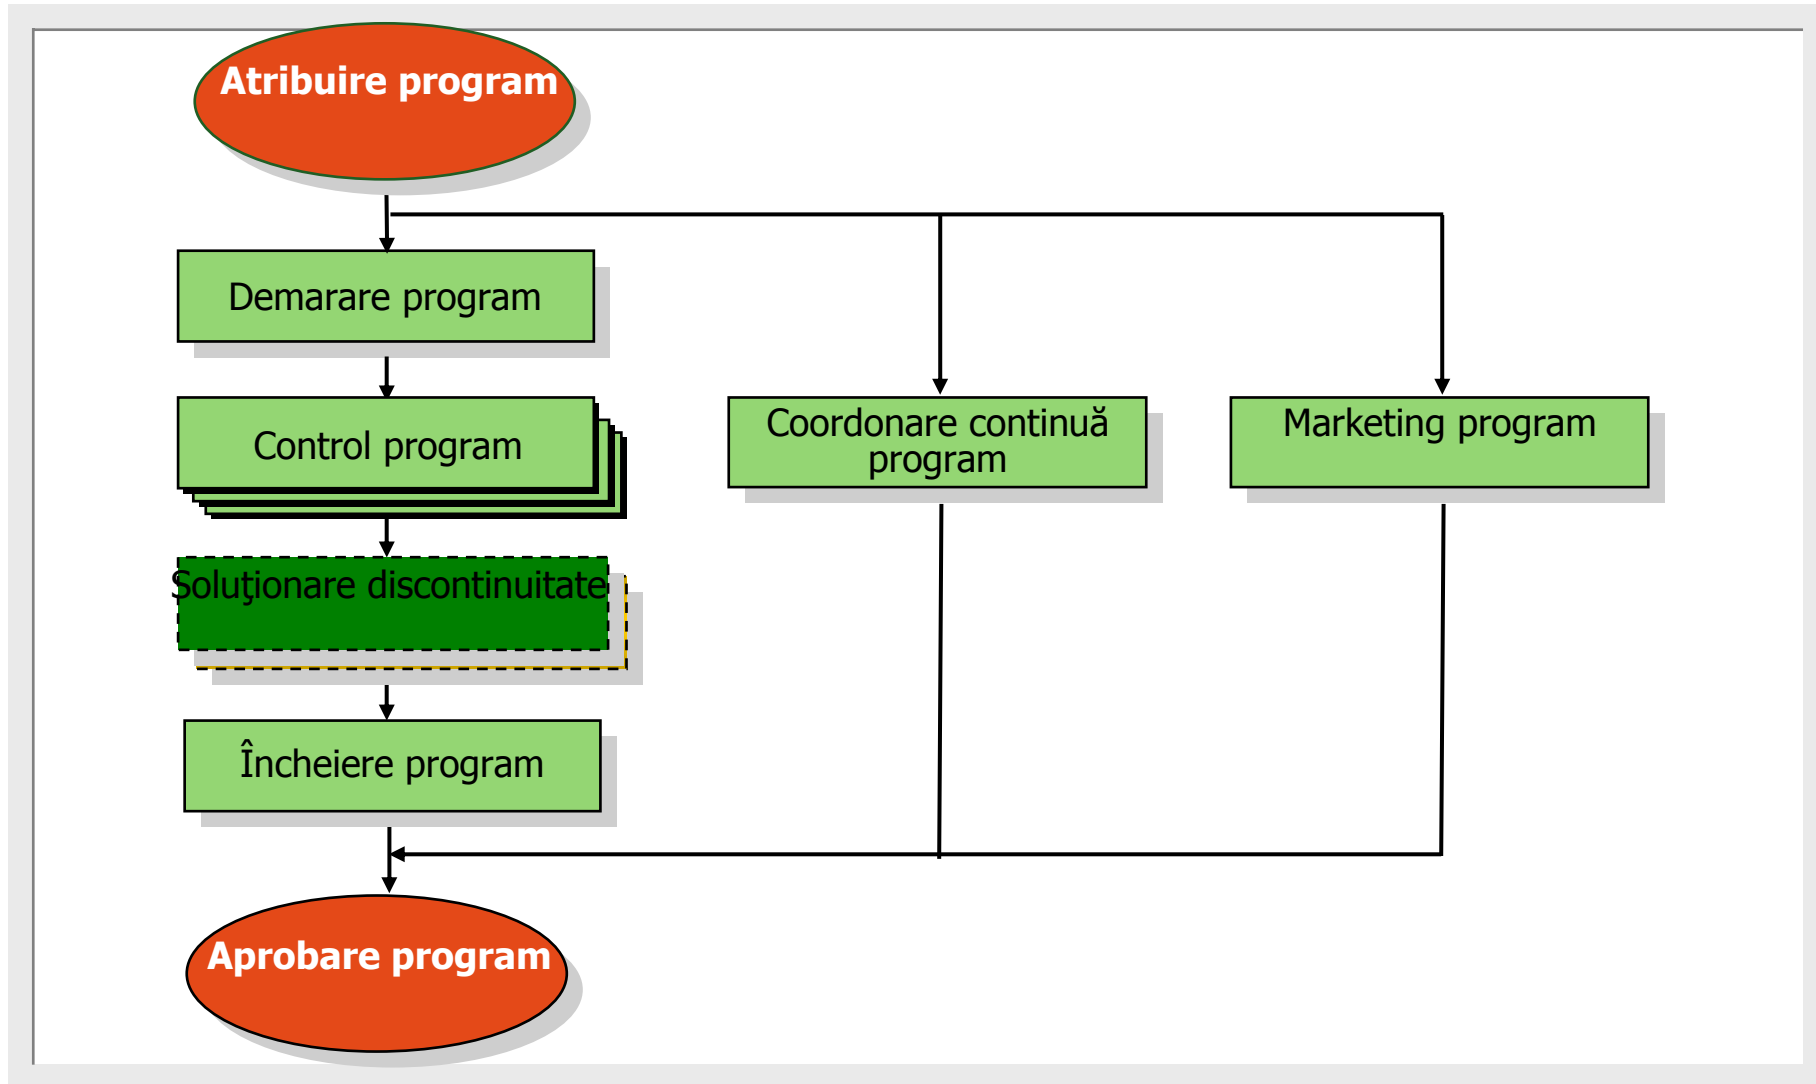 Atribuire program
Demarare program
Control program
Coordonare continuă
program
Marketing program
Soluţionare discontinuitate
Încheiere program
Aprobare program